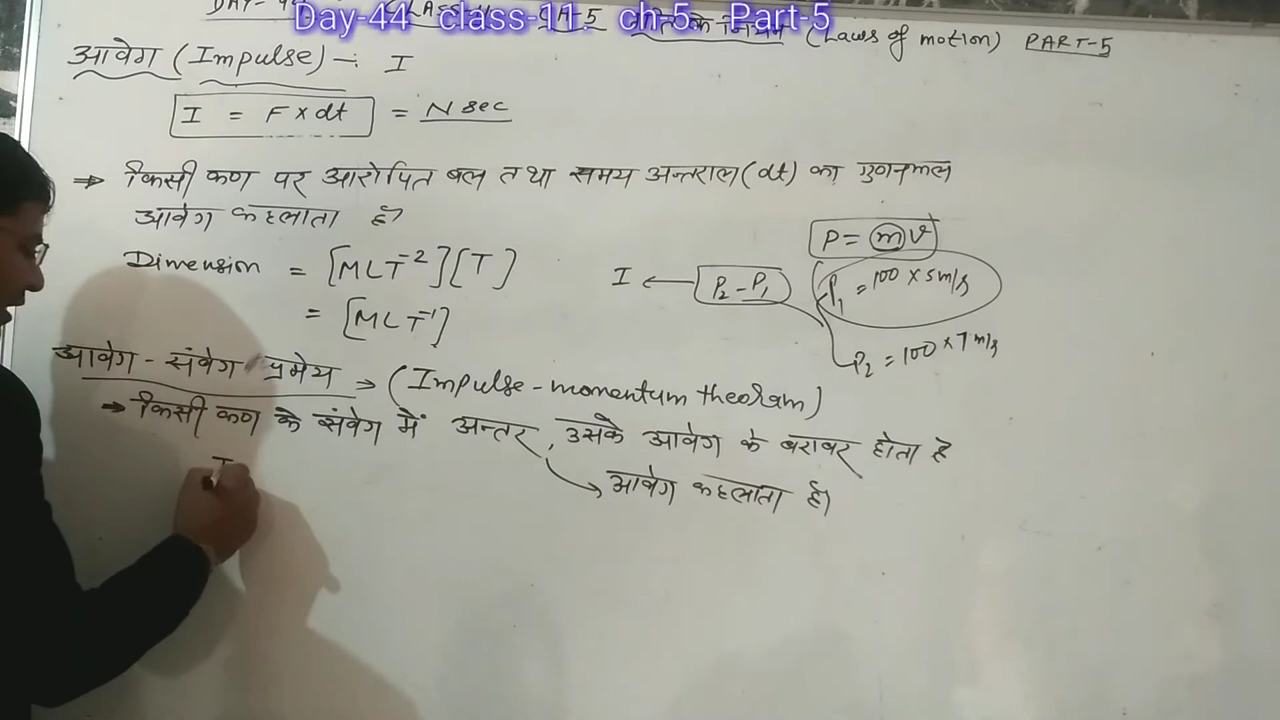 Day-44 class-11 ch-5 Part-5
(Laws of motion) PART-5
आवेग (Impulse) -: I
I = F x dt = N sec
⇒ किसी कण पर आरोपित बल तथा समय अन्तराल (dt) का गुणनफल
आवेग कहलाता है
Dimension = [MLT⁻²][T]
= [MLT⁻¹]
P = mv
I ← P₂ - P₁
P₁ = 100 x 5 m/s
P₂ = 100 x 7 m/s
आवेग - संवेग प्रमेय ⇒ (Impulse - momentum theoram)
→ किसी कण के संवेग में अन्तर, उसके आवेग के बराबर होता है
→ आवेग कहलाता है।
I